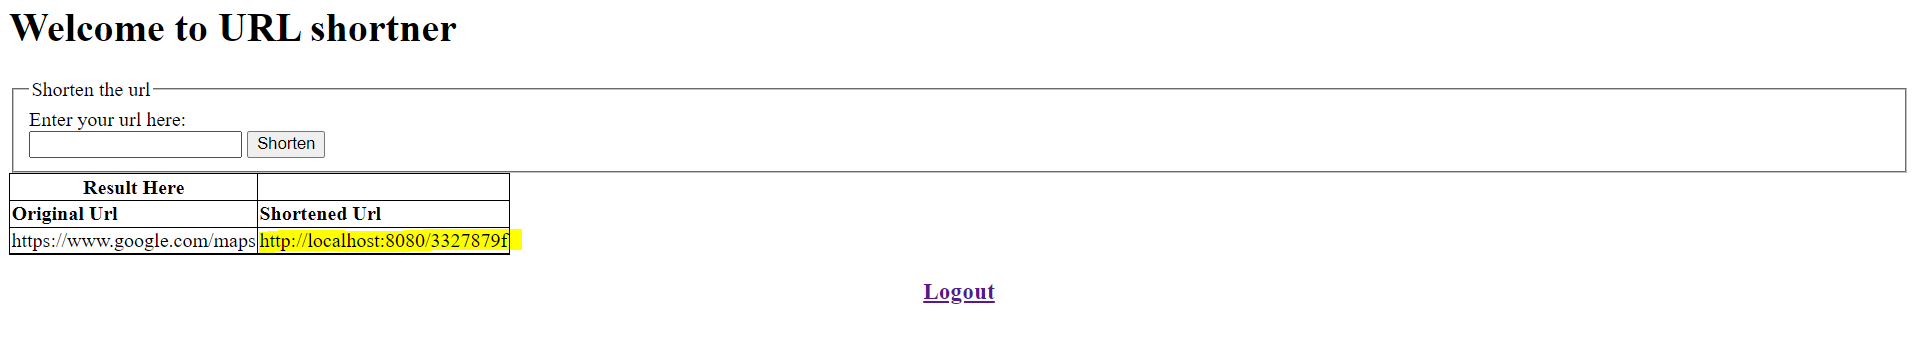 Welcome to URL shortner
Shorten the url
Enter your url here:
Shorten
Result Here
Original Url Shortened Url
https://www.google.com/maps http://localhost:8080/3327879f
Logout